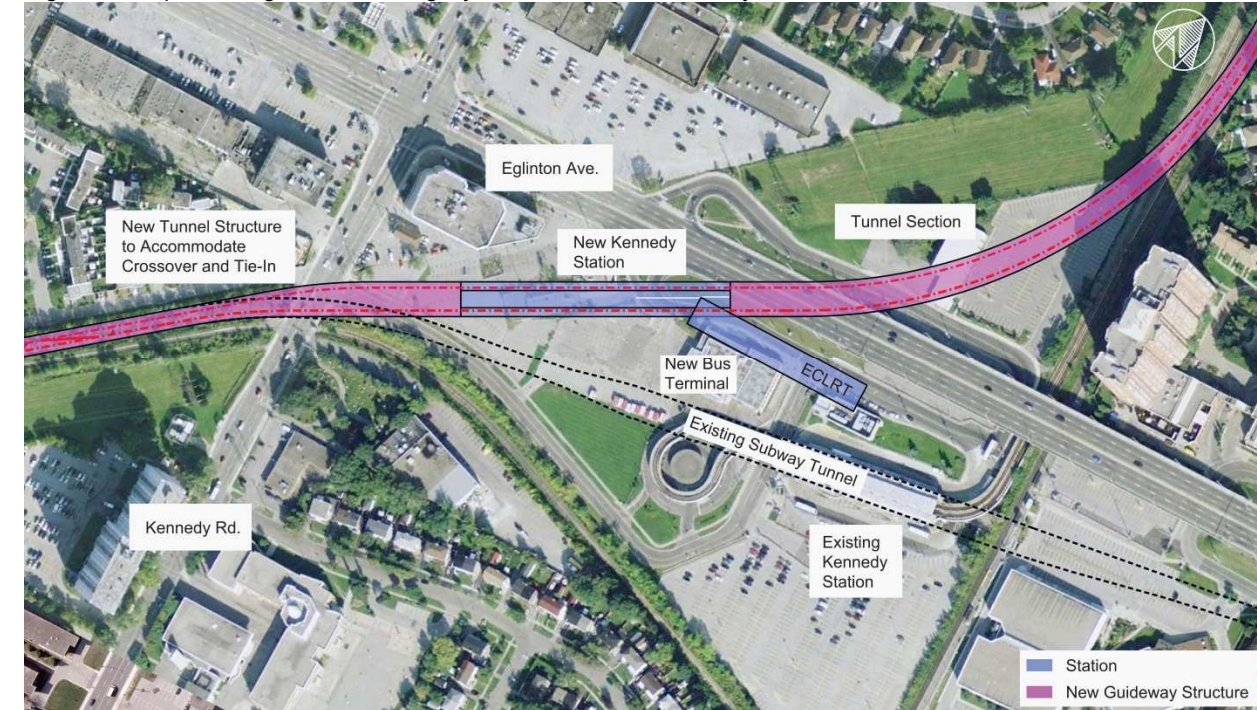 Eglinton Ave.
New Tunnel Structure
to Accommodate
Crossover and Tie-In
New Kennedy
Station
Tunnel Section
New Bus
Terminal
ECLRT
Existing Subway Tunnel
Kennedy Rd.
Existing
Kennedy
Station
Station
New Guideway Structure